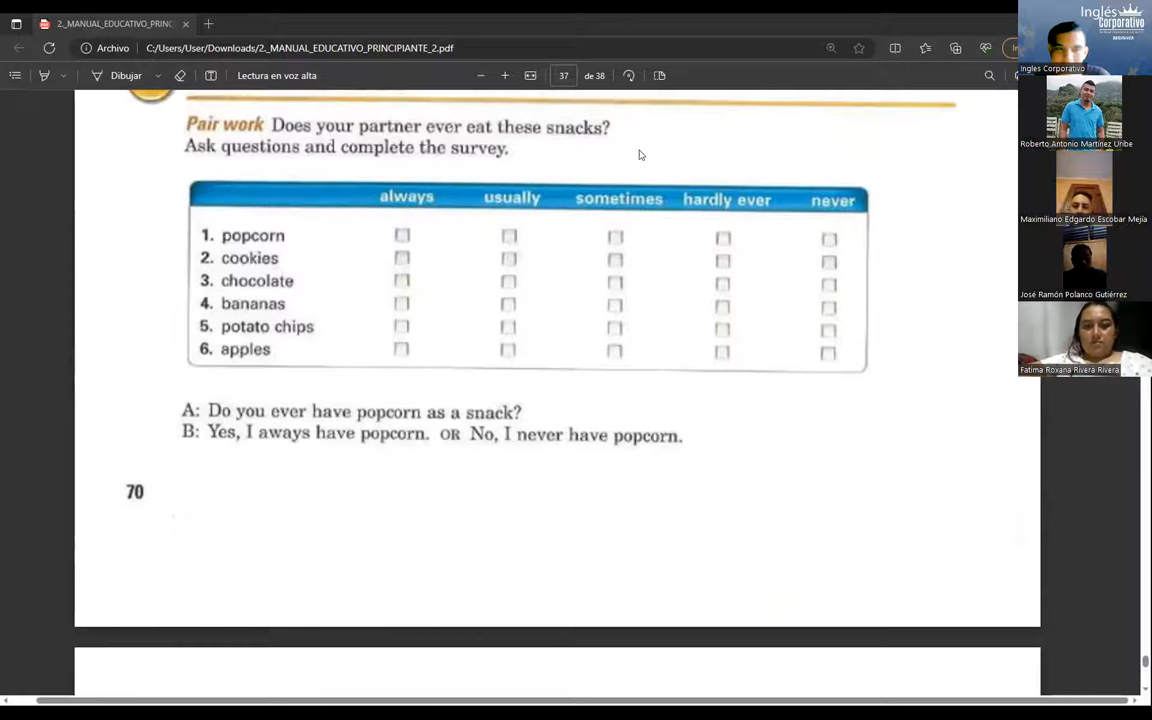 2._MANUAL_EDUCATIVO_PRINC
Archivo
C:/Users/User/Downloads/2._MANUAL_EDUCATIVO_PRINCIPIANTE_2.pdf
Dibujar
Lectura en voz alta
37
de 38
Inglés
Corporativo
BEGINNER
Ingles Corporativo
Roberto Antonio Martínez Uribe
Maximiliano Edgardo Escobar Mejía
José Ramón Polanco Gutiérrez
Fatima Roxana Rivera Rivera
Pair work Does your partner ever eat these snacks?
Ask questions and complete the survey.
always usually sometimes hardly ever never
1. popcorn
2. cookies
3. chocolate
4. bananas
5. potato chips
6. apples
A: Do you ever have popcorn as a snack?
B: Yes, I aways have popcorn. OR No, I never have popcorn.
70